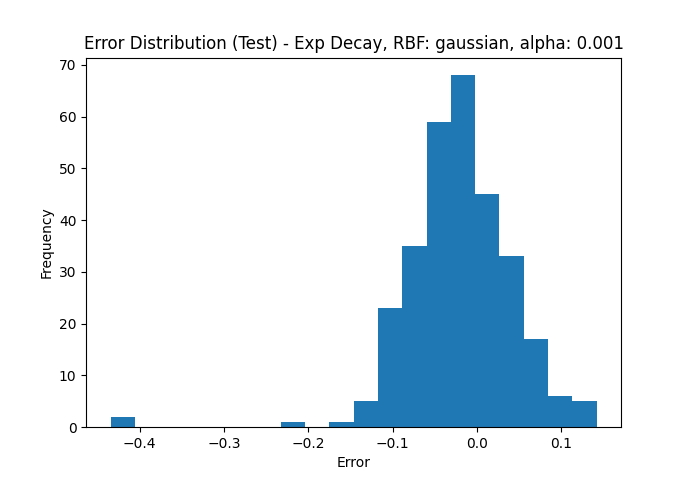 Error Distribution (Test) - Exp Decay, RBF: gaussian, alpha: 0.001
70
60
50
40
30
20
10
0
Frequency
−0.4 −0.3 −0.2 −0.1 0.0 0.1
Error